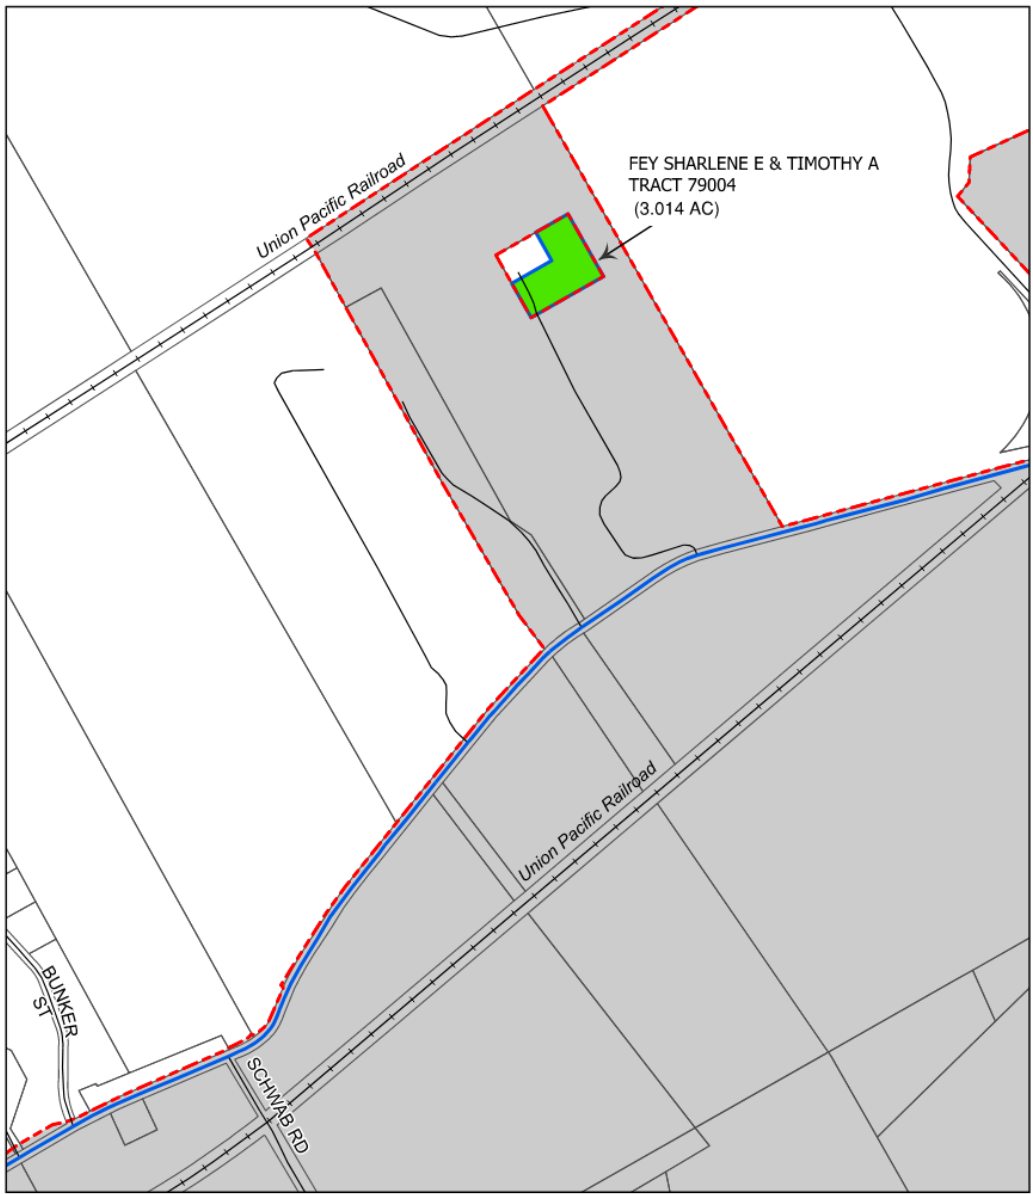 Union Pacific Railroad
FEY SHARLENE E & TIMOTHY A
TRACT 79004
(3.014 AC)
Union Pacific Railroad
BUNKER
ST
SCHWAB RD